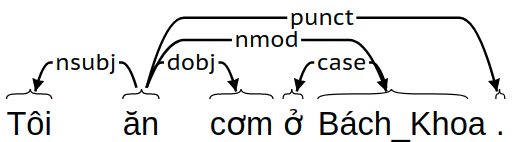 punct
nmod
nsubj dobj case
Tôi ăn cơm ở Bách_Khoa .